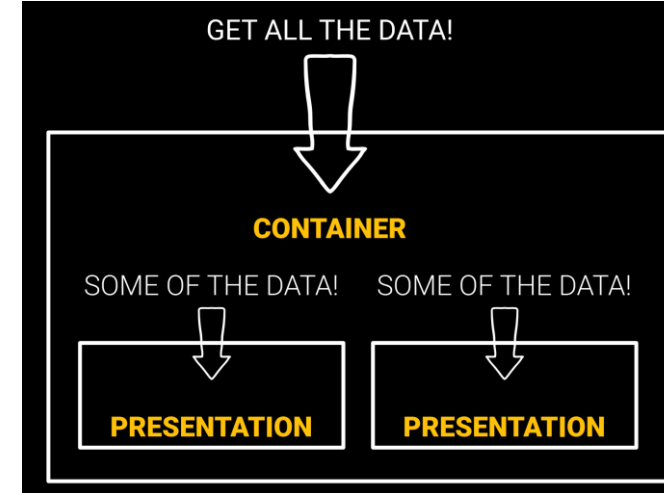 GET ALL THE DATA!
CONTAINER
SOME OF THE DATA! SOME OF THE DATA!
PRESENTATION PRESENTATION